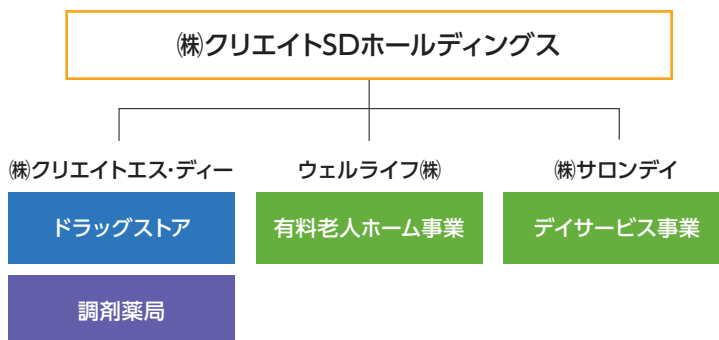 ㈱クリエイトSDホールディングス
㈱クリエイトエス・ディー
ドラッグストア
調剤薬局
ウェルライフ㈱
有料老人ホーム事業
㈱サロンデイ
デイサービス事業